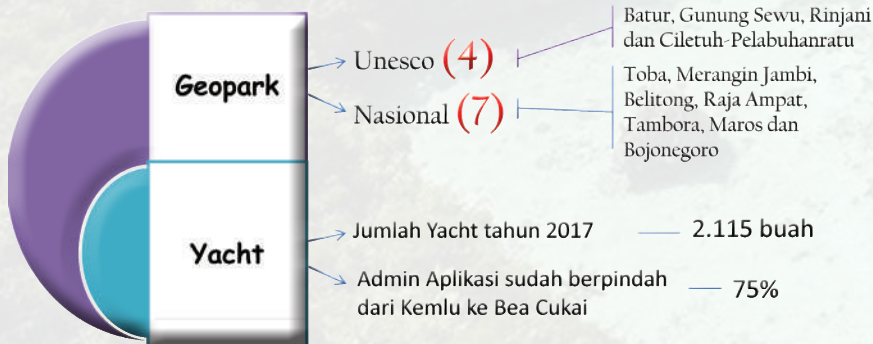 Geopark
Unesco (4)
Batur, Gunung Sewu, Rinjani
dan Ciletuh-Pelabuhanratu
Nasional (7)
Toba, Merangin Jambi,
Belitong, Raja Ampat,
Tambora, Maros dan
Bojonegoro
Yacht
Jumlah Yacht tahun 2017
2.115 buah
Admin Aplikasi sudah berpindah
dari Kemlu ke Bea Cukai
75%